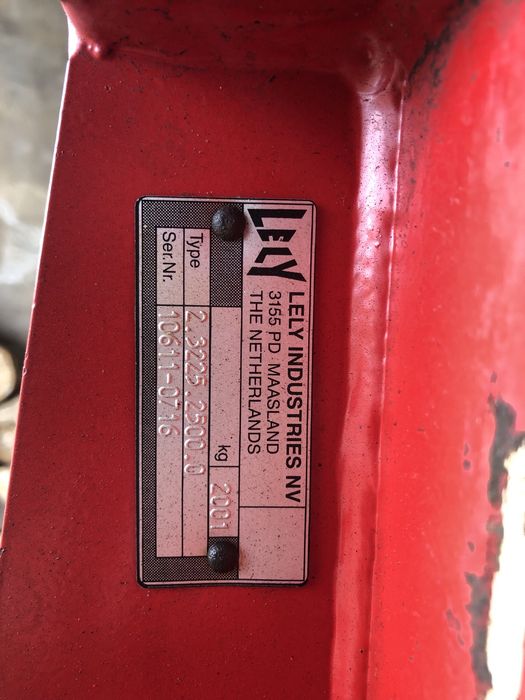 LELY
LELY INDUSTRIES NV
3155 PD MAASLAND
THE NETHERLANDS
kg 2001
Type 2.3225.2500.0
Ser.Nr. 10611-0716